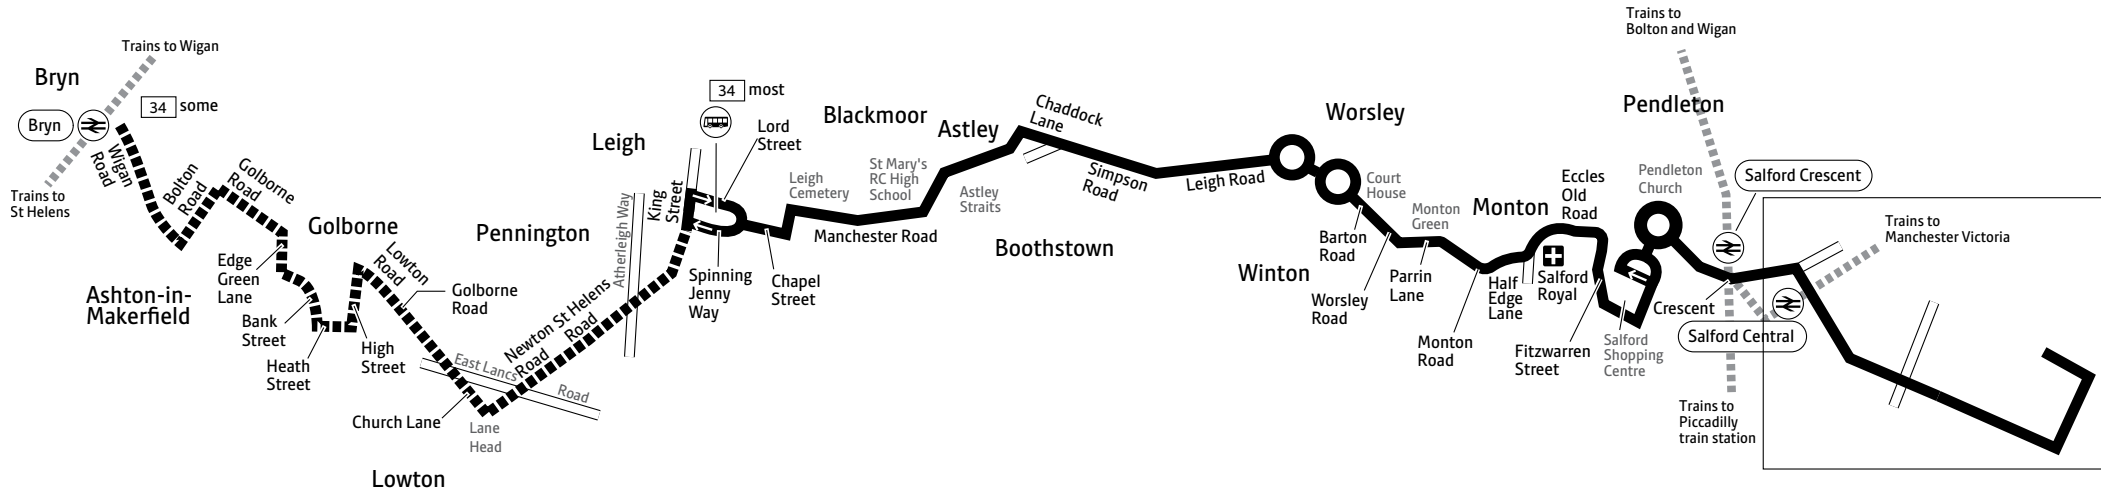 Trains to Wigan
Bryn
34 some
Bryn
Wigan
Road
Trains to
St Helens
Bolton
Road
Golborne
Road
Ashton-in-
Makerfield
Edge
Green
Lane
Bank
Street
Heath
Street
Golborne
High
Street
Lowton
Road
Golborne
Road
East Lancs
Road
Church Lane
Lane
Head
Lowton
Pennington
Newton
Road
St Helens
Road
Atherleigh Way
Leigh
King
Street
34 most
Lord
Street
Spinning
Jenny
Way
Chapel
Street
Leigh
Cemetery
Blackmoor
St Mary's
RC High
School
Manchester Road
Astley
Astley
Straits
Chaddock
Lane
Boothstown
Simpson
Road
Leigh Road
Worsley
Winton
Court
House
Barton
Road
Worsley
Road
Monton
Green
Parrin
Lane
Monton
Road
Monton
Half
Edge
Lane
Salford
Royal
Eccles
Old
Road
Fitzwarren
Street
Salford
Shopping
Centre
Pendleton
Pendleton
Church
Trains to
Bolton and Wigan
Salford Crescent
Crescent
Salford Central
Trains to
Manchester Victoria
Trains to
Piccadilly
train station